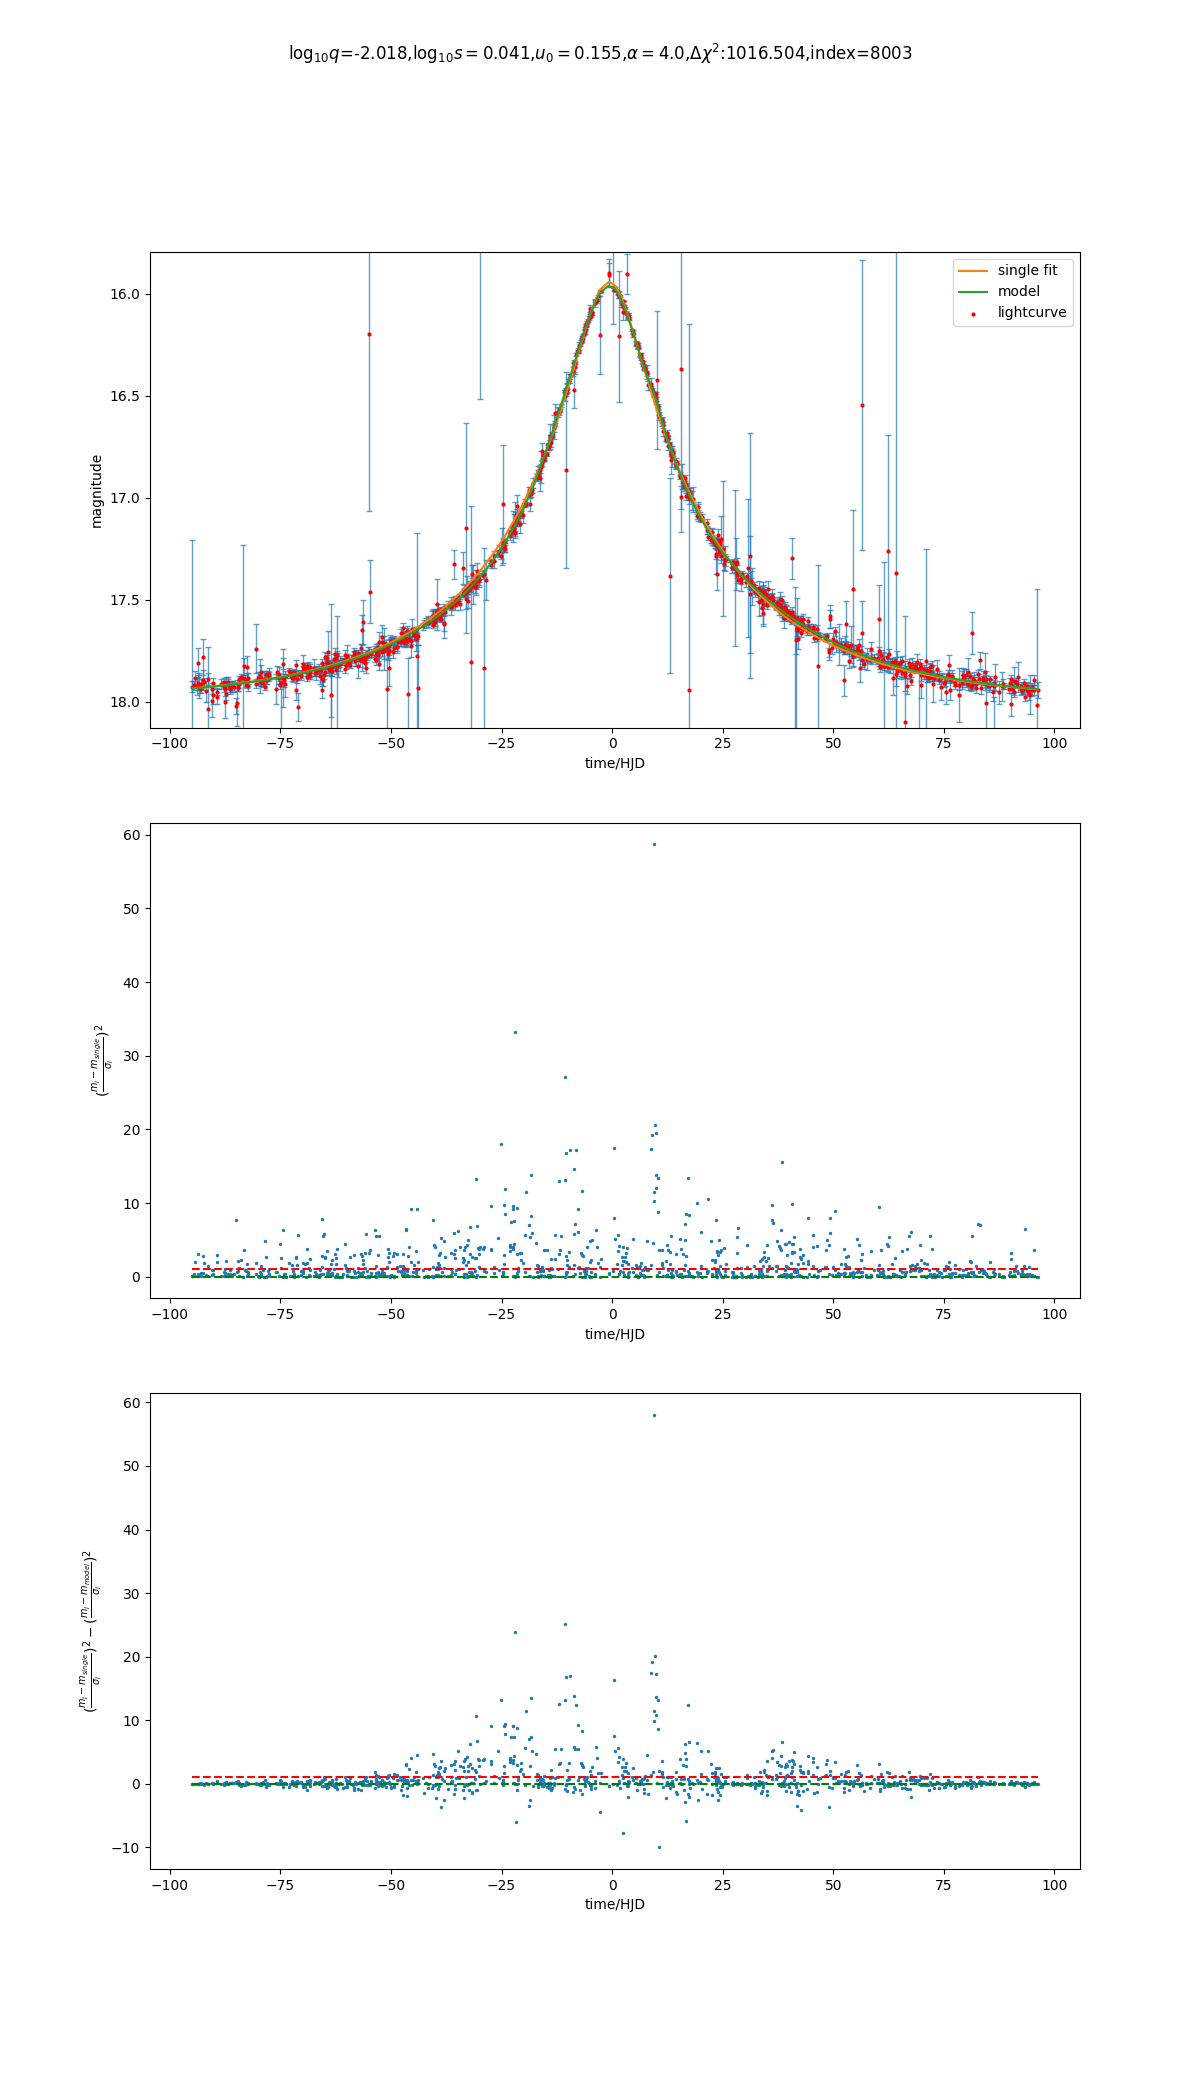 log₁₀q=-2.018,log₁₀s = 0.041,u₀ = 0.155,α = 4.0,Δχ²:1016.504,index=8003
single fit
model
lightcurve
magnitude
16.0
16.5
17.0
17.5
18.0
−100 −75 −50 −25 0 25 50 75 100
time/HJD
60
50
40
30
20
10
0
((mᵢ − m_single)/σᵢ)²
−100 −75 −50 −25 0 25 50 75 100
time/HJD
60
50
40
30
20
10
0
−10
((mᵢ − m_single)/σᵢ)² − ((mᵢ − m_model)/σᵢ)²
−100 −75 −50 −25 0 25 50 75 100
time/HJD